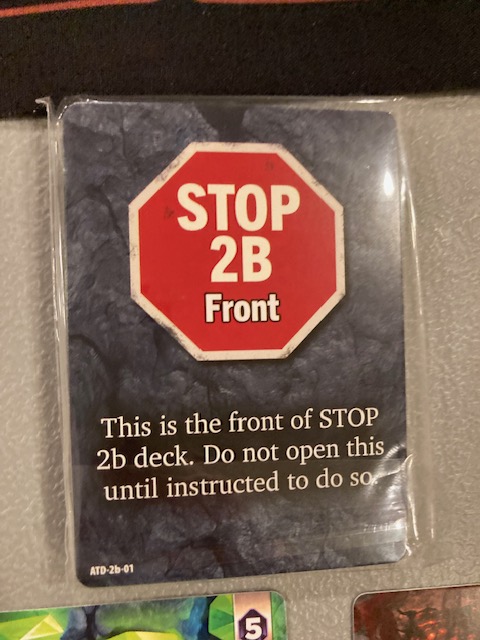 STOP
2B
Front
This is the front of STOP
2b deck. Do not open this
until instructed to do so.
ATD-2b-01
5